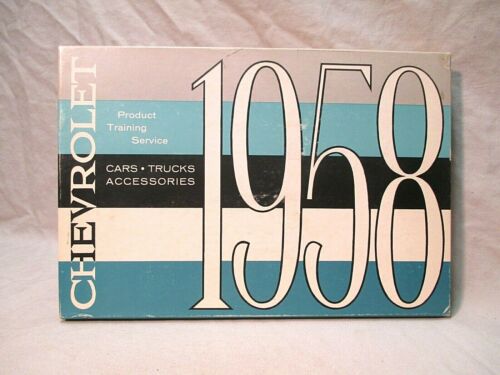 CHEVROLET
Product
Training
Service
CARS • TRUCKS
ACCESSORIES
1958